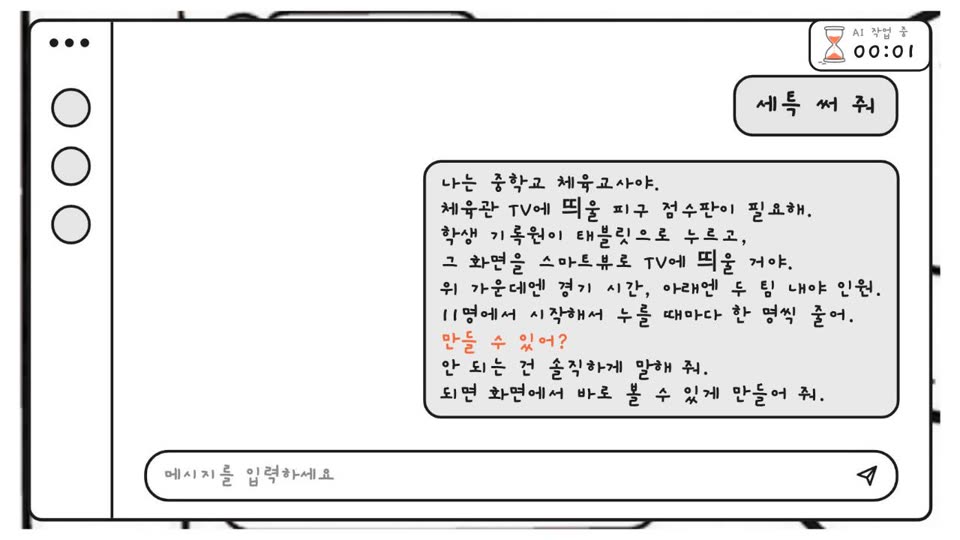 AI 작업 중
00:01
세특 써 줘
나는 중학교 체육교사야.
체육관 TV에 띄울 피구 점수판이 필요해.
학생 기록원이 태블릿으로 누르고,
그 화면을 스마트뷰로 TV에 띄울 거야.
위 가운데엔 경기 시간, 아래엔 두 팀 내야 인원.
11명에서 시작해서 누를 때마다 한 명씩 줄어.
만들 수 있어?
안 되는 건 솔직하게 말해 줘.
되면 화면에서 바로 볼 수 있게 만들어 줘.
메시지를 입력하세요